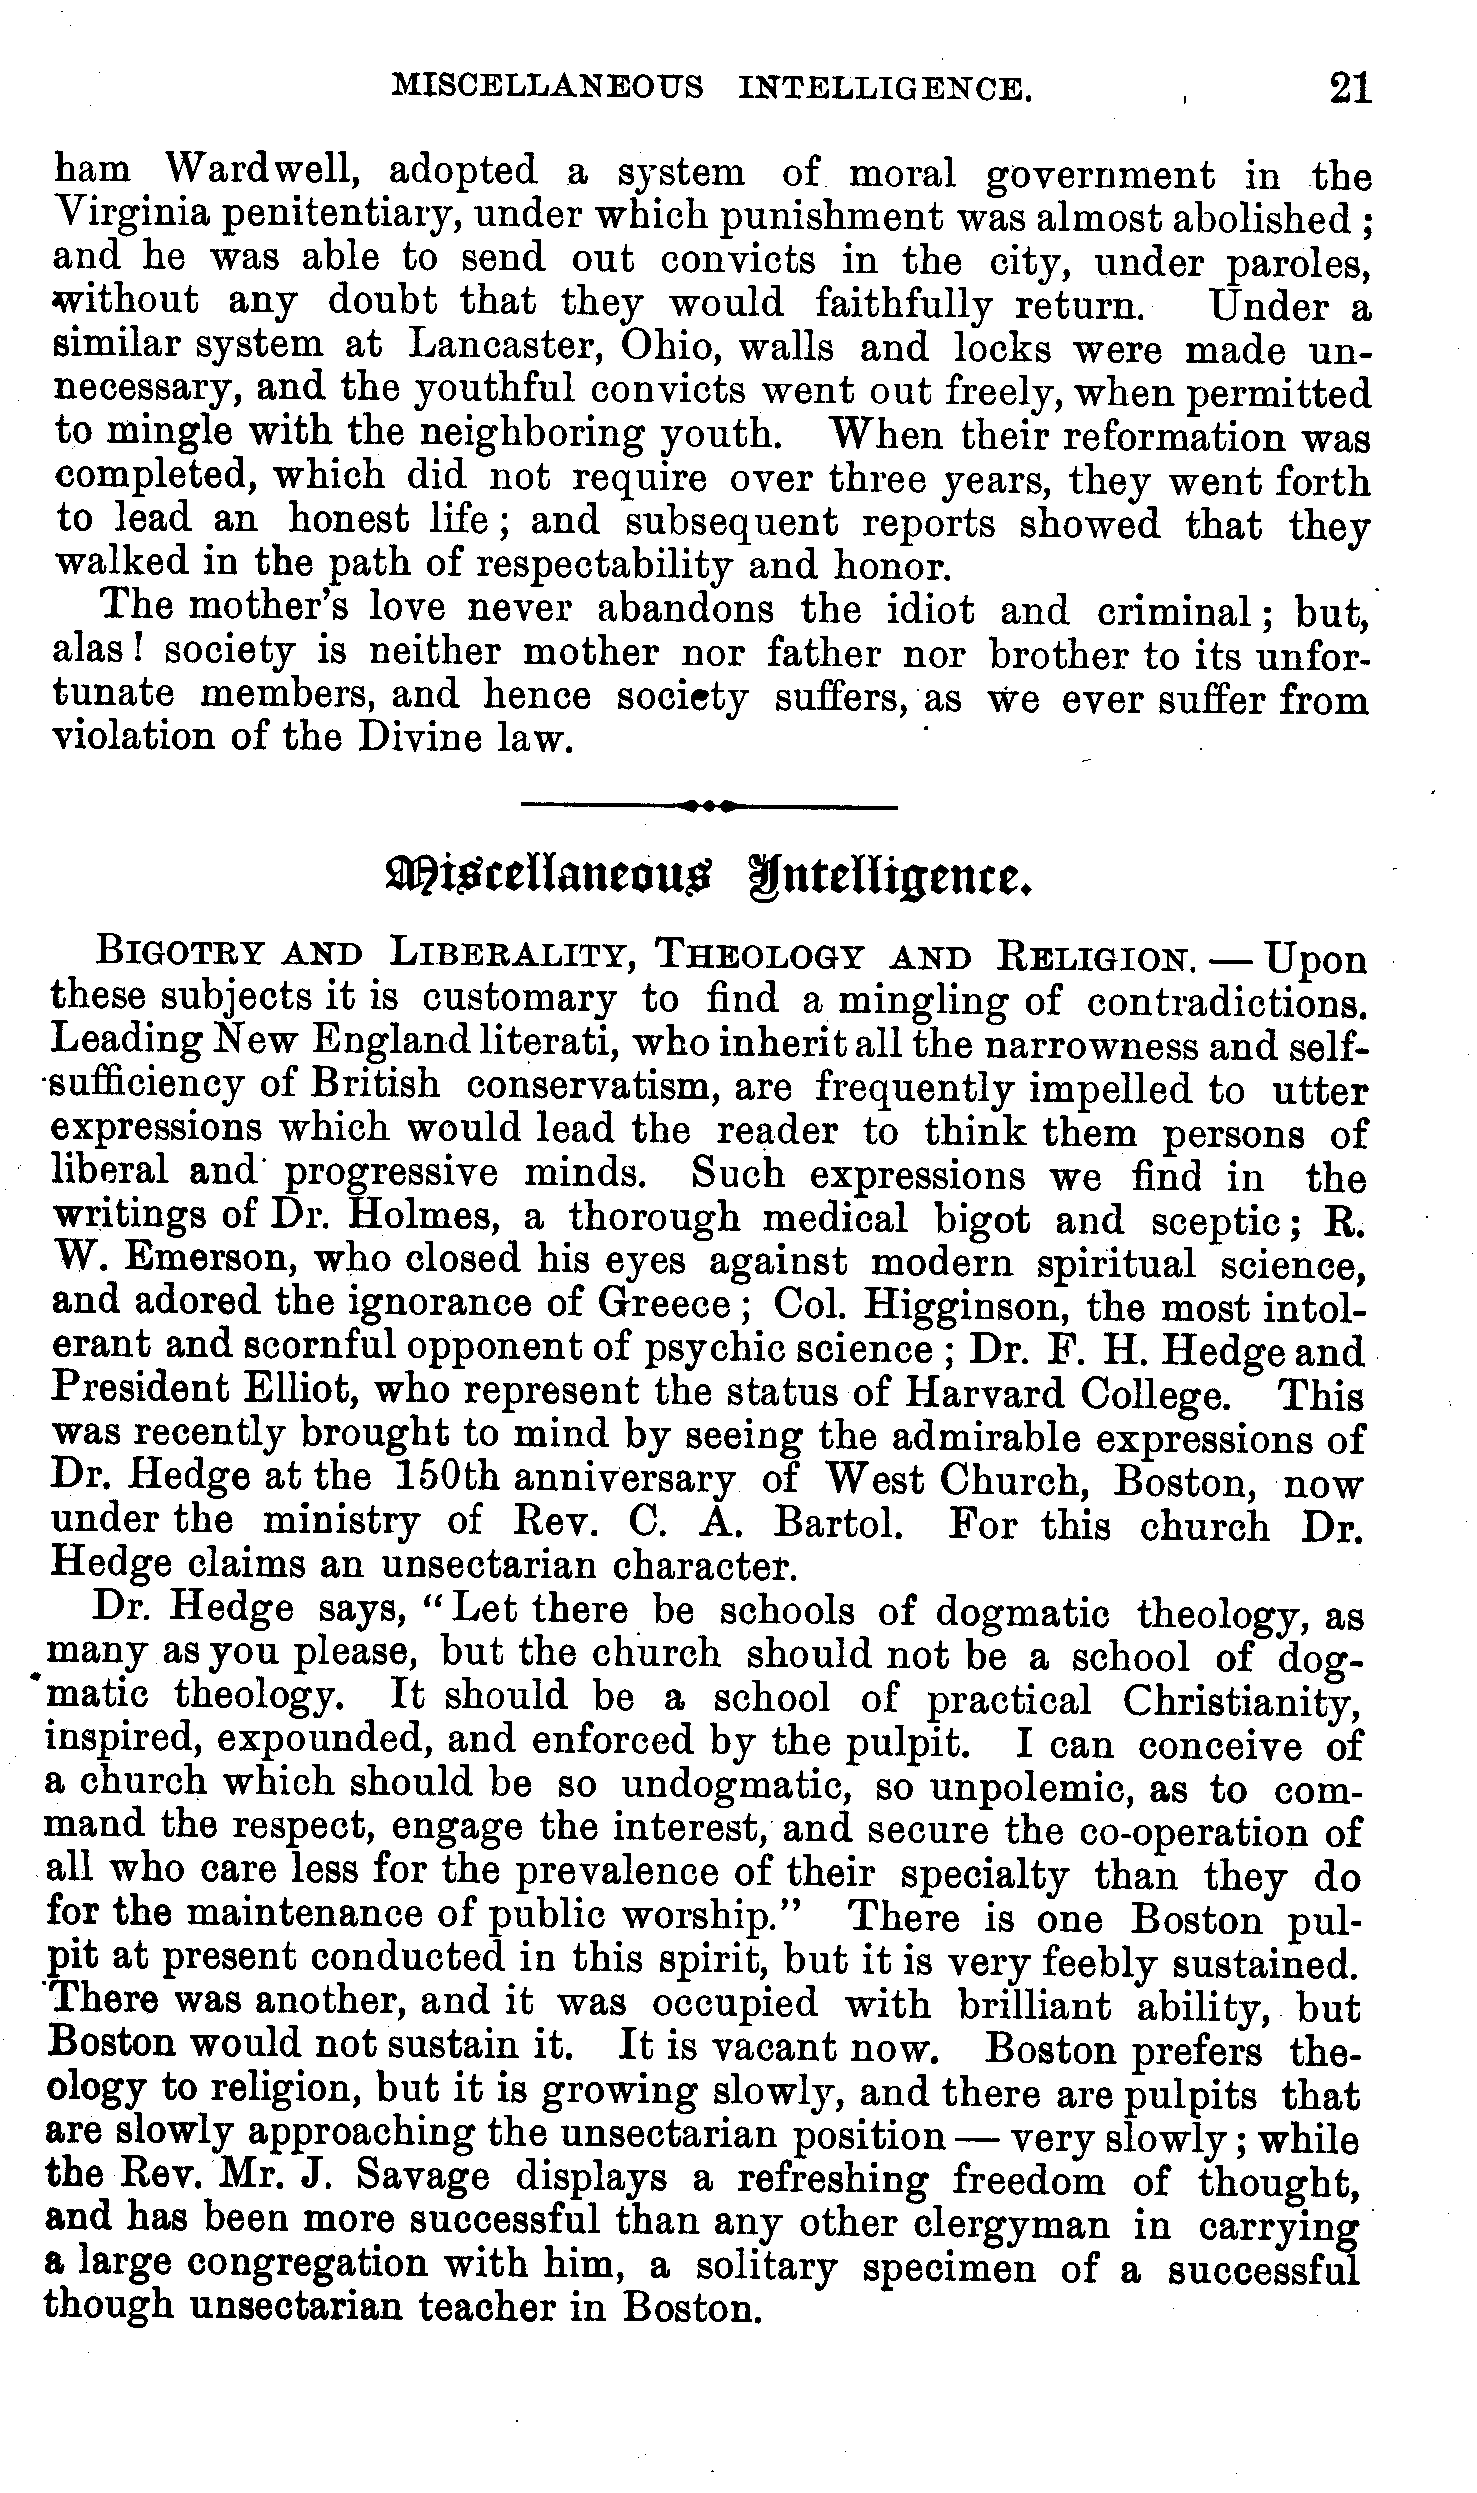 MISCELLANEOUS INTELLIGENCE. 21
ham Wardwell, adopted a system of moral government in the
Virginia penitentiary, under which punishment was almost abolished ;
and he was able to send out convicts in the city, under paroles,
without any doubt that they would faithfully return. Under a
similar system at Lancaster, Ohio, walls and locks were made un-
necessary, and the youthful convicts went out freely, when permitted
to mingle with the neighboring youth. When their reformation was
completed, which did not require over three years, they went forth
to lead an honest life ; and subsequent reports showed that they
walked in the path of respectability and honor.
The mother's love never abandons the idiot and criminal ; but,
alas ! society is neither mother nor father nor brother to its unfor-
tunate members, and hence society suffers, as we ever suffer from
violation of the Divine law.
Miscellaneous Intelligence.
BIGOTRY AND LIBERALITY, THEOLOGY AND RELIGION. — Upon
these subjects it is customary to find a mingling of contradictions.
Leading New England literati, who inherit all the narrowness and self-
sufficiency of British conservatism, are frequently impelled to utter
expressions which would lead the reader to think them persons of
liberal and progressive minds. Such expressions we find in the
writings of Dr. Holmes, a thorough medical bigot and sceptic ; R.
W. Emerson, who closed his eyes against modern spiritual science,
and adored the ignorance of Greece ; Col. Higginson, the most intol-
erant and scornful opponent of psychic science ; Dr. F. H. Hedge and
President Elliot, who represent the status of Harvard College. This
was recently brought to mind by seeing the admirable expressions of
Dr. Hedge at the 150th anniversary of West Church, Boston, now
under the ministry of Rev. C. A. Bartol. For this church Dr.
Hedge claims an unsectarian character.
Dr. Hedge says, " Let there be schools of dogmatic theology, as
many as you please, but the church should not be a school of dog-
matic theology. It should be a school of practical Christianity,
inspired, expounded, and enforced by the pulpit. I can conceive of
a church which should be so undogmatic, so unpolemic, as to com-
mand the respect, engage the interest, and secure the co-operation of
all who care less for the prevalence of their specialty than they do
for the maintenance of public worship." There is one Boston pul-
pit at present conducted in this spirit, but it is very feebly sustained.
There was another, and it was occupied with brilliant ability, but
Boston would not sustain it. It is vacant now. Boston prefers the-
ology to religion, but it is growing slowly, and there are pulpits that
are slowly approaching the unsectarian position — very slowly ; while
the Rev. Mr. J. Savage displays a refreshing freedom of thought,
and has been more successful than any other clergyman in carrying
a large congregation with him, a solitary specimen of a successful
though unsectarian teacher in Boston.